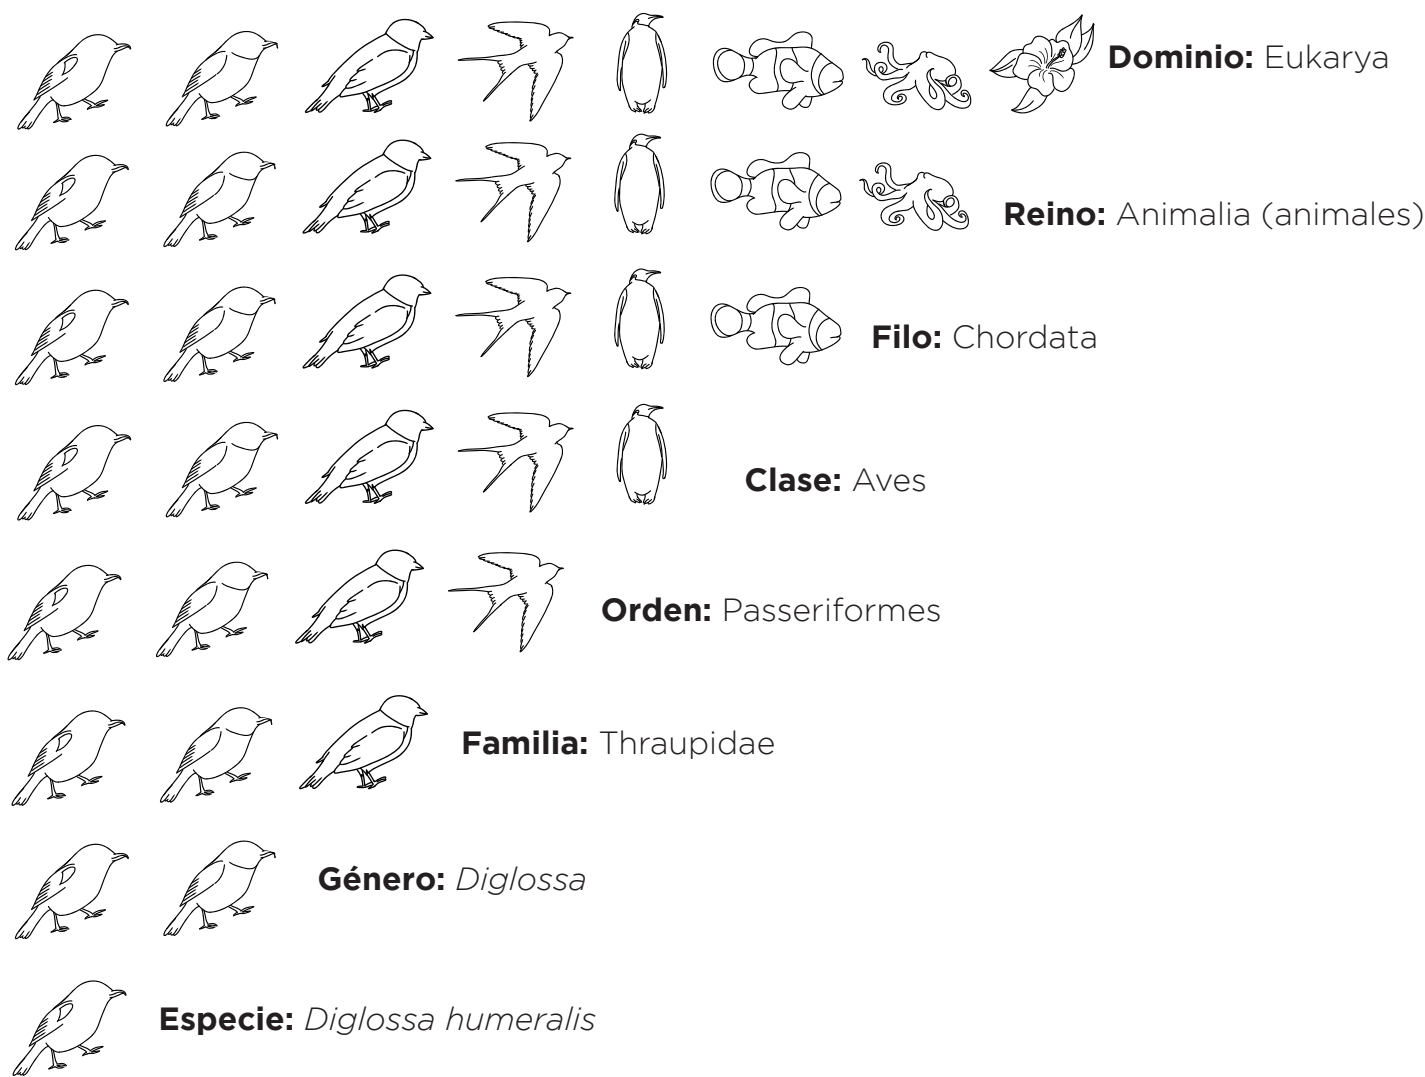 Dominio: Eukarya
Reino: Animalia (animales)
Filo: Chordata
Clase: Aves
Orden: Passeriformes
Familia: Thraupidae
Género: Diglossa
Especie: Diglossa humeralis